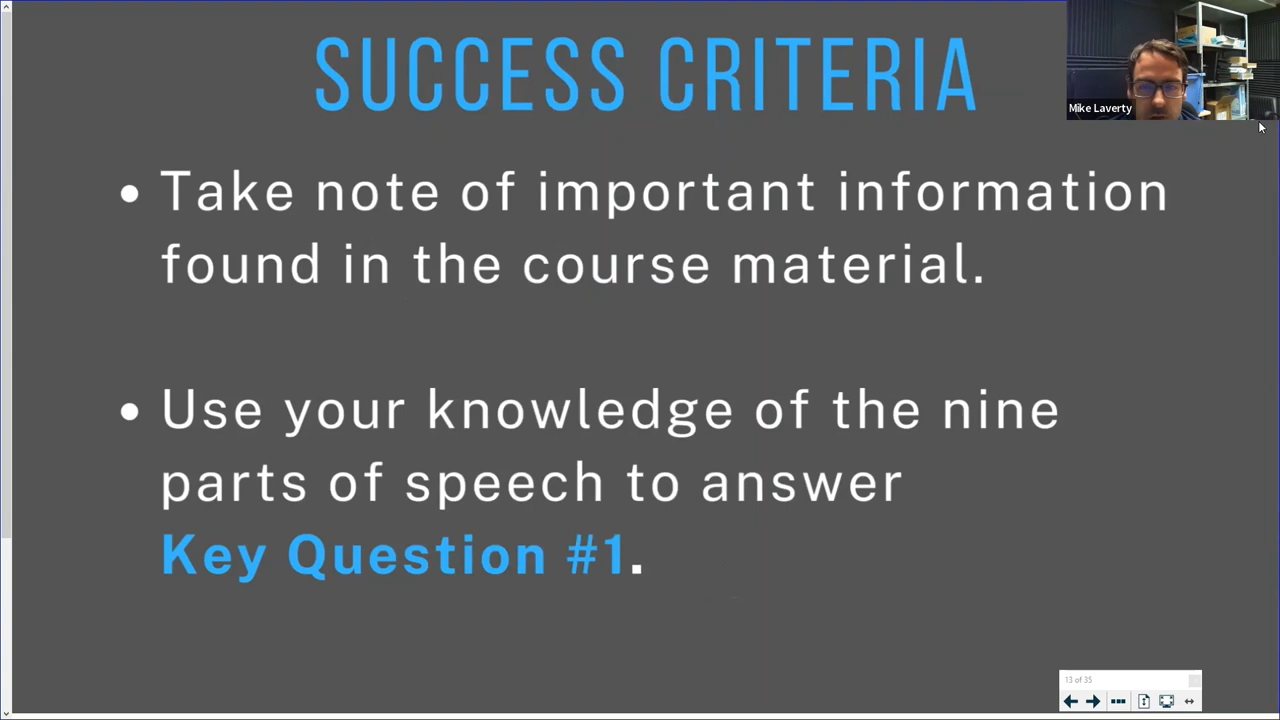 SUCCESS CRITERIA
Mike Laverty
• Take note of important information
found in the course material.
• Use your knowledge of the nine
parts of speech to answer
Key Question #1.
13 of 35